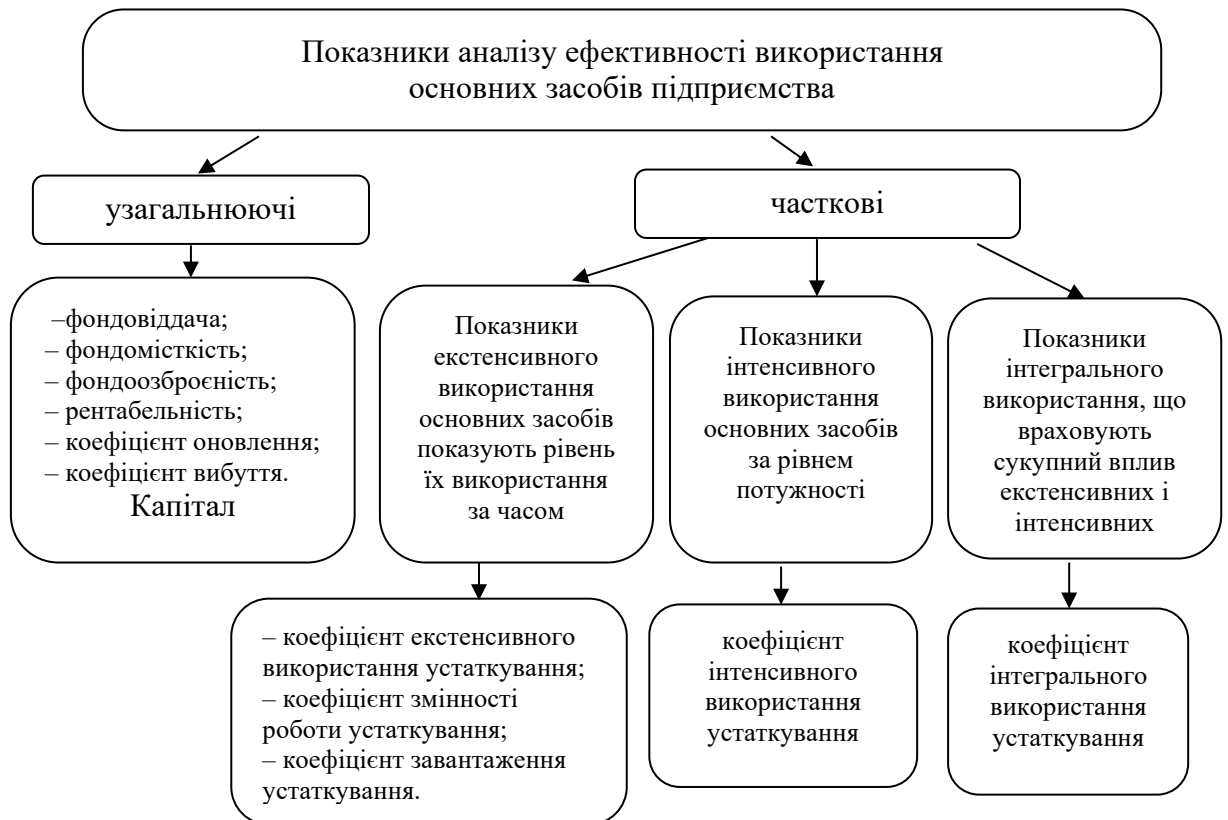 Показники аналізу ефективності використання
основних засобів підприємства
узагальнюючі
часткові
–фондовіддача;
– фондомісткість;
– фондоозброєність;
– рентабельність;
– коефіцієнт оновлення;
– коефіцієнт вибуття.
Капітал
Показники
екстенсивного
використання
основних засобів
показують рівень
їх використання
за часом
Показники
інтенсивного
використання
основних засобів
за рівнем
потужності
Показники
інтегрального
використання, що
враховують
сукупний вплив
екстенсивних і
інтенсивних
– коефіцієнт екстенсивного
використання устаткування;
– коефіцієнт змінності
роботи устаткування;
– коефіцієнт завантаження
устаткування.
коефіцієнт
інтенсивного
використання
устаткування
коефіцієнт
інтегрального
використання
устаткування